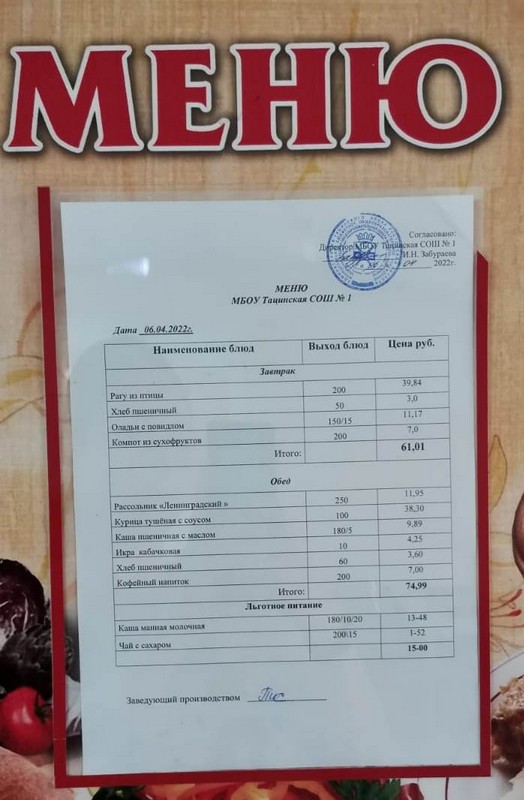 МЕНЮ
Согласовано:
Директор МБОУ Тацинская СОШ № 1
И.Н. Забураева
2022г.
МЕНЮ
МБОУ Тацинская СОШ № 1
Дата 06.04.2022г.
Наименование блюд Выход блюд Цена руб.
Завтрак
Рагу из птицы 200 39,84
Хлеб пшеничный 50 3,0
Оладьи с повидлом 150/15 11,17
Компот из сухофруктов 200 7,0
Итого: 61,01
Обед
Рассольник «Ленинградский » 250 11,95
Курица тушёная с соусом 100 38,30
Каша пшеничная с маслом 180/5 9,89
Икра кабачковая 10 4,25
Хлеб пшеничный 60 3,60
Кофейный напиток 200 7,00
Итого: 74,99
Льготное питание
Каша манная молочная 180/10/20 13-48
Чай с сахаром 200\15 1-52
15-00
Заведующий производством